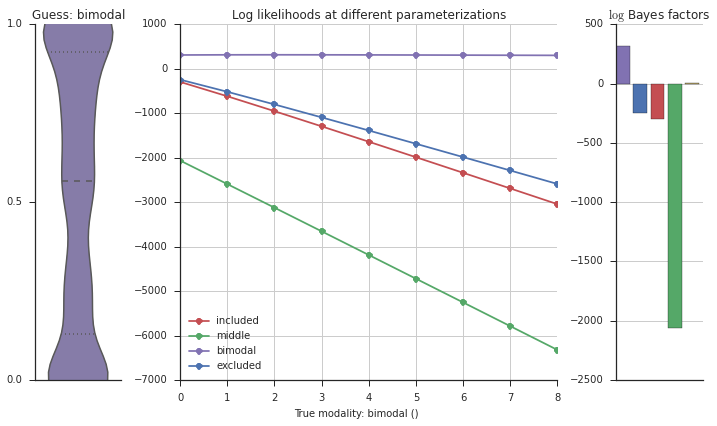 Guess: bimodal
1.0
0.5
0.0
Log likelihoods at different parameterizations
1000
0
−1000
−2000
−3000
−4000
−5000
−6000
−7000
included
middle
bimodal
excluded
0 1 2 3 4 5 6 7 8
True modality: bimodal ()
log Bayes factors
500
0
−500
−1000
−1500
−2000
−2500